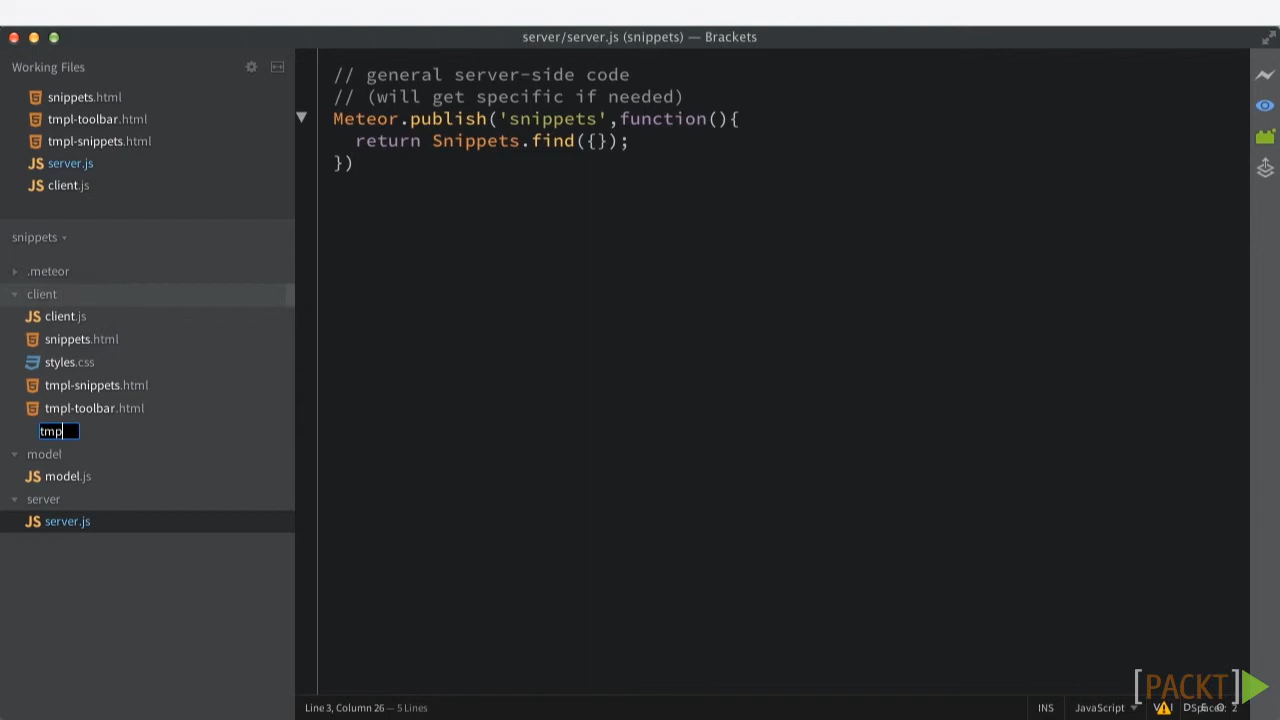 server/server.js (snippets) — Brackets
Working Files
snippets.html
tmpl-toolbar.html
tmpl-snippets.html
JS server.js
JS client.js
snippets
.meteor
client
JS client.js
snippets.html
styles.css
tmpl-snippets.html
tmpl-toolbar.html
tmp
model
JS model.js
server
JS server.js
// general server-side code
// (will get specific if needed)
Meteor.publish('snippets',function(){
return Snippets.find({});
})
[PACKT]
Line 3, Column 26 — 5 Lines
INS
JavaScript
Spaces: 2